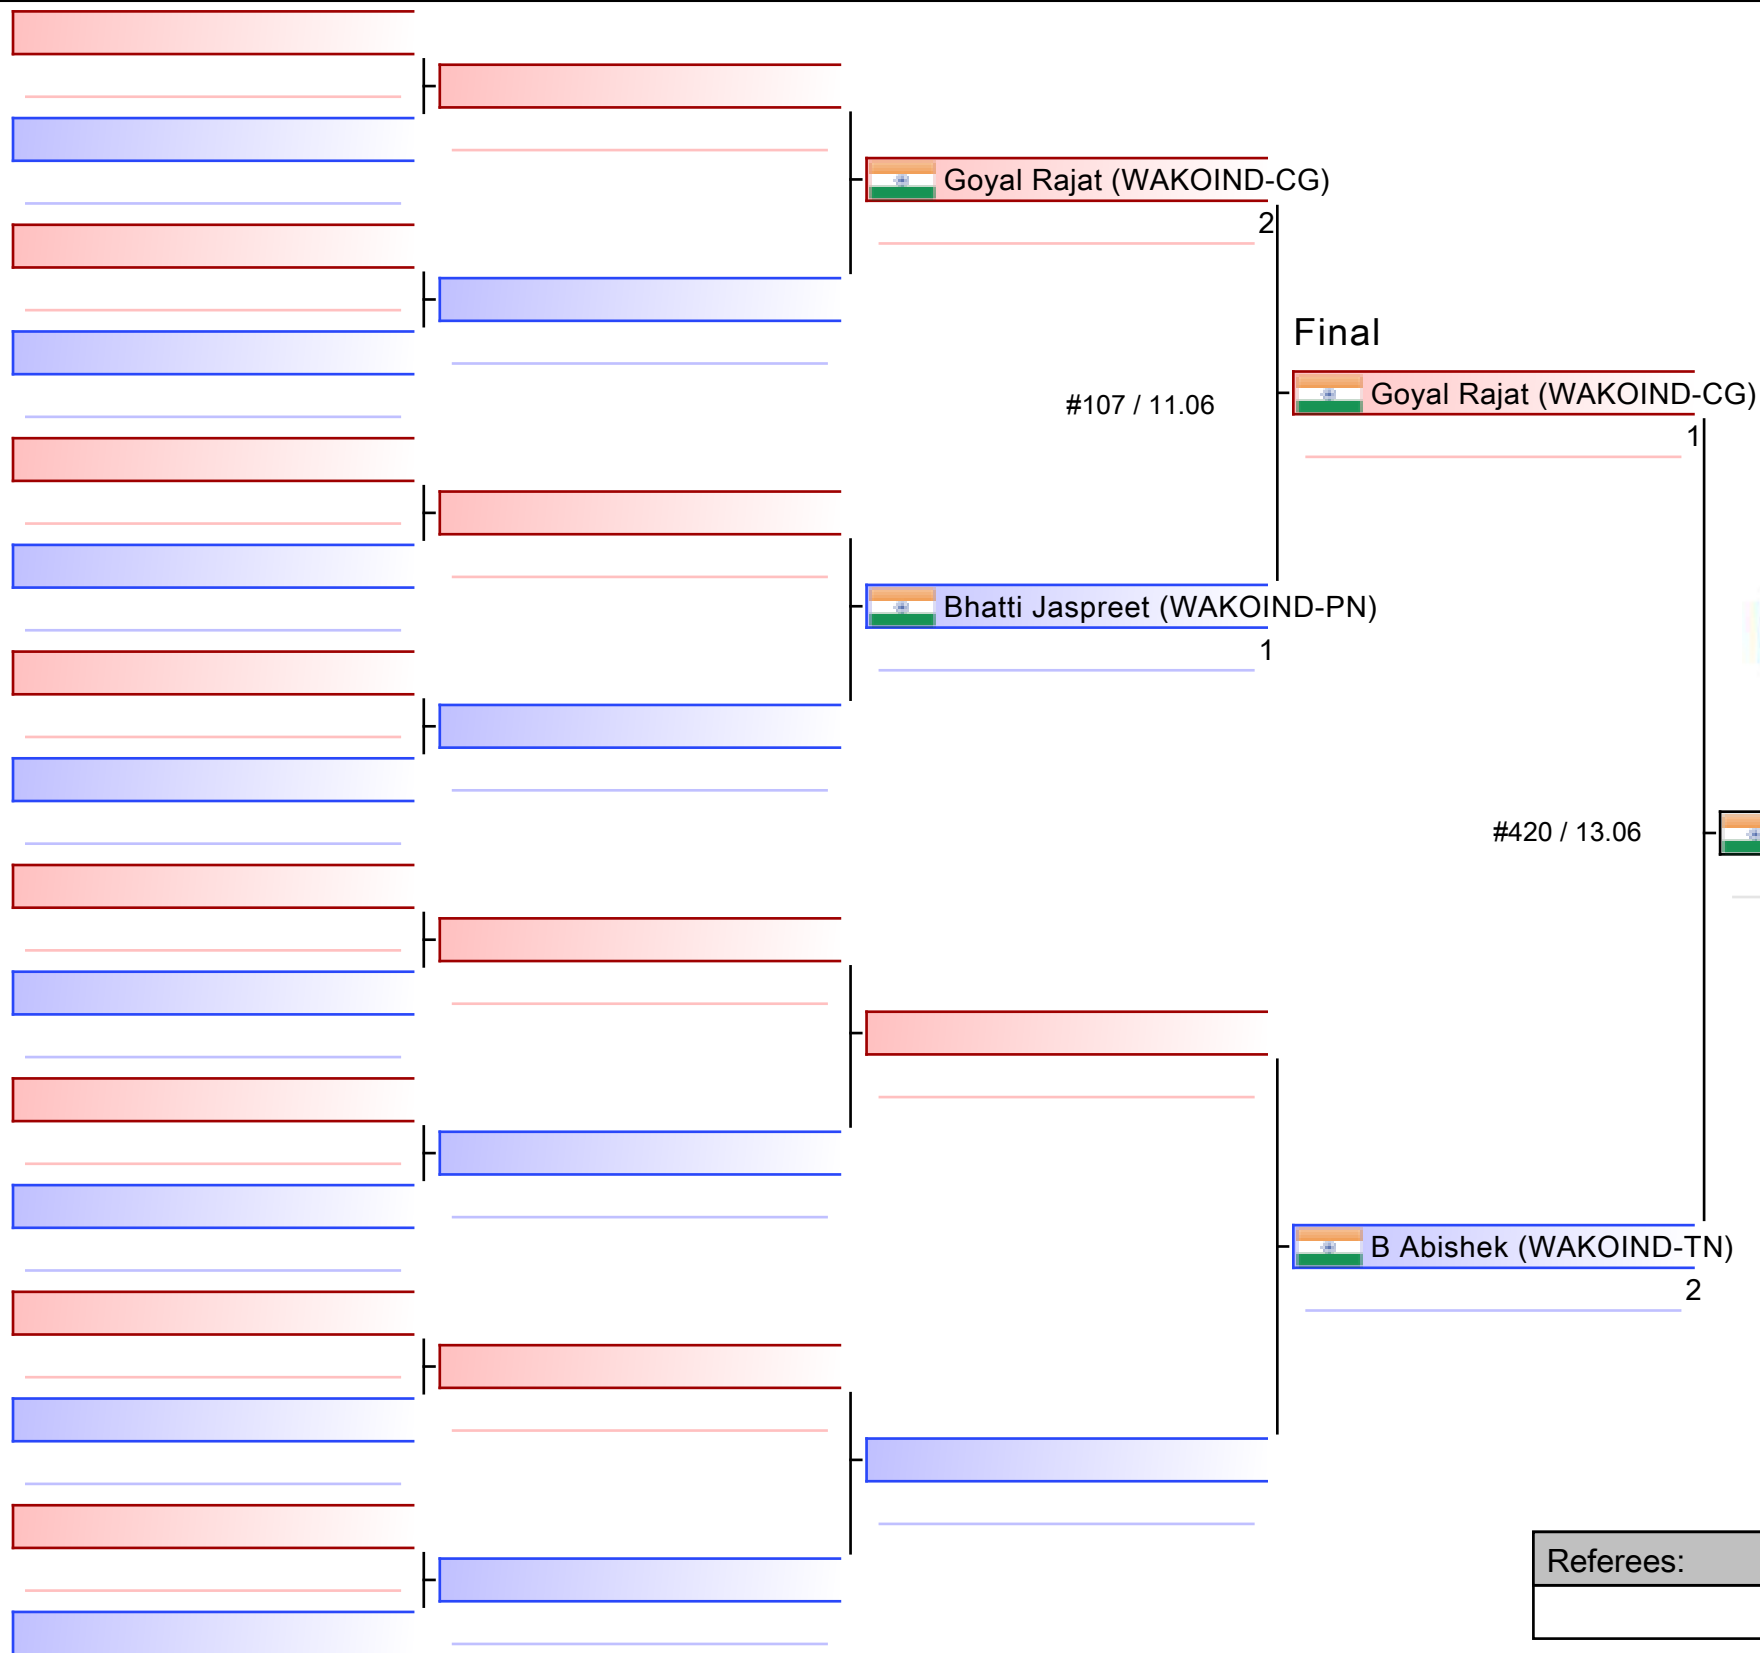 Goyal Rajat (WAKOIND-CG)
2
Final
Goyal Rajat (WAKOIND-CG)
1
#107 / 11.06
Bhatti Jaspreet (WAKOIND-PN)
1
#420 / 13.06
B Abishek (WAKOIND-TN)
2
Referees: